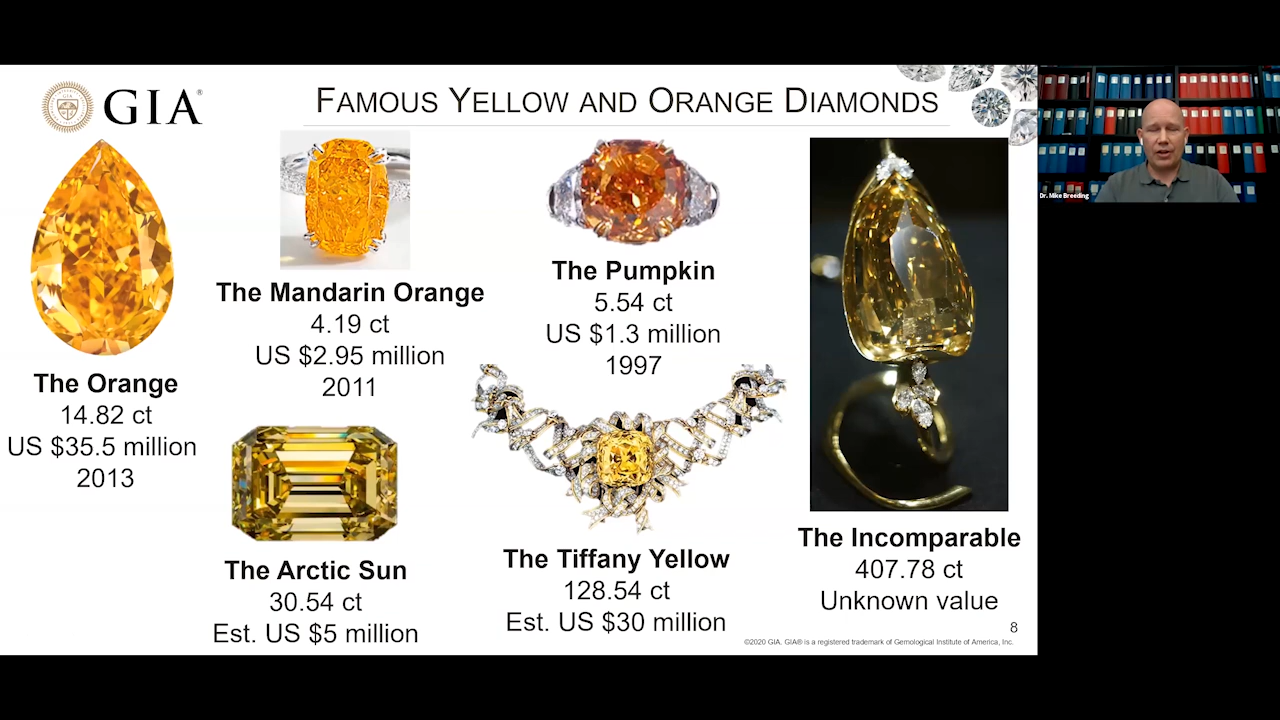 GIA®
FAMOUS YELLOW AND ORANGE DIAMONDS
The Orange
14.82 ct
US $35.5 million
2013
The Mandarin Orange
4.19 ct
US $2.95 million
2011
The Pumpkin
5.54 ct
US $1.3 million
1997
The Arctic Sun
30.54 ct
Est. US $5 million
The Tiffany Yellow
128.54 ct
Est. US $30 million
The Incomparable
407.78 ct
Unknown value
8
©2020 GIA. GIA® is a registered trademark of Gemological Institute of America, Inc.
Dr. Mike Breeding